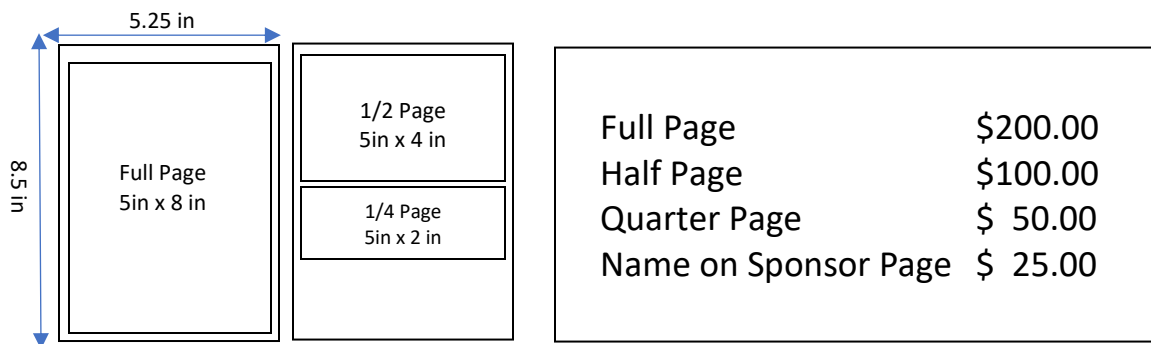 5.25 in
8.5 in
Full Page
5in x 8 in
1/2 Page
5in x 4 in
1/4 Page
5in x 2 in
Full Page $200.00
Half Page $100.00
Quarter Page $ 50.00
Name on Sponsor Page $ 25.00